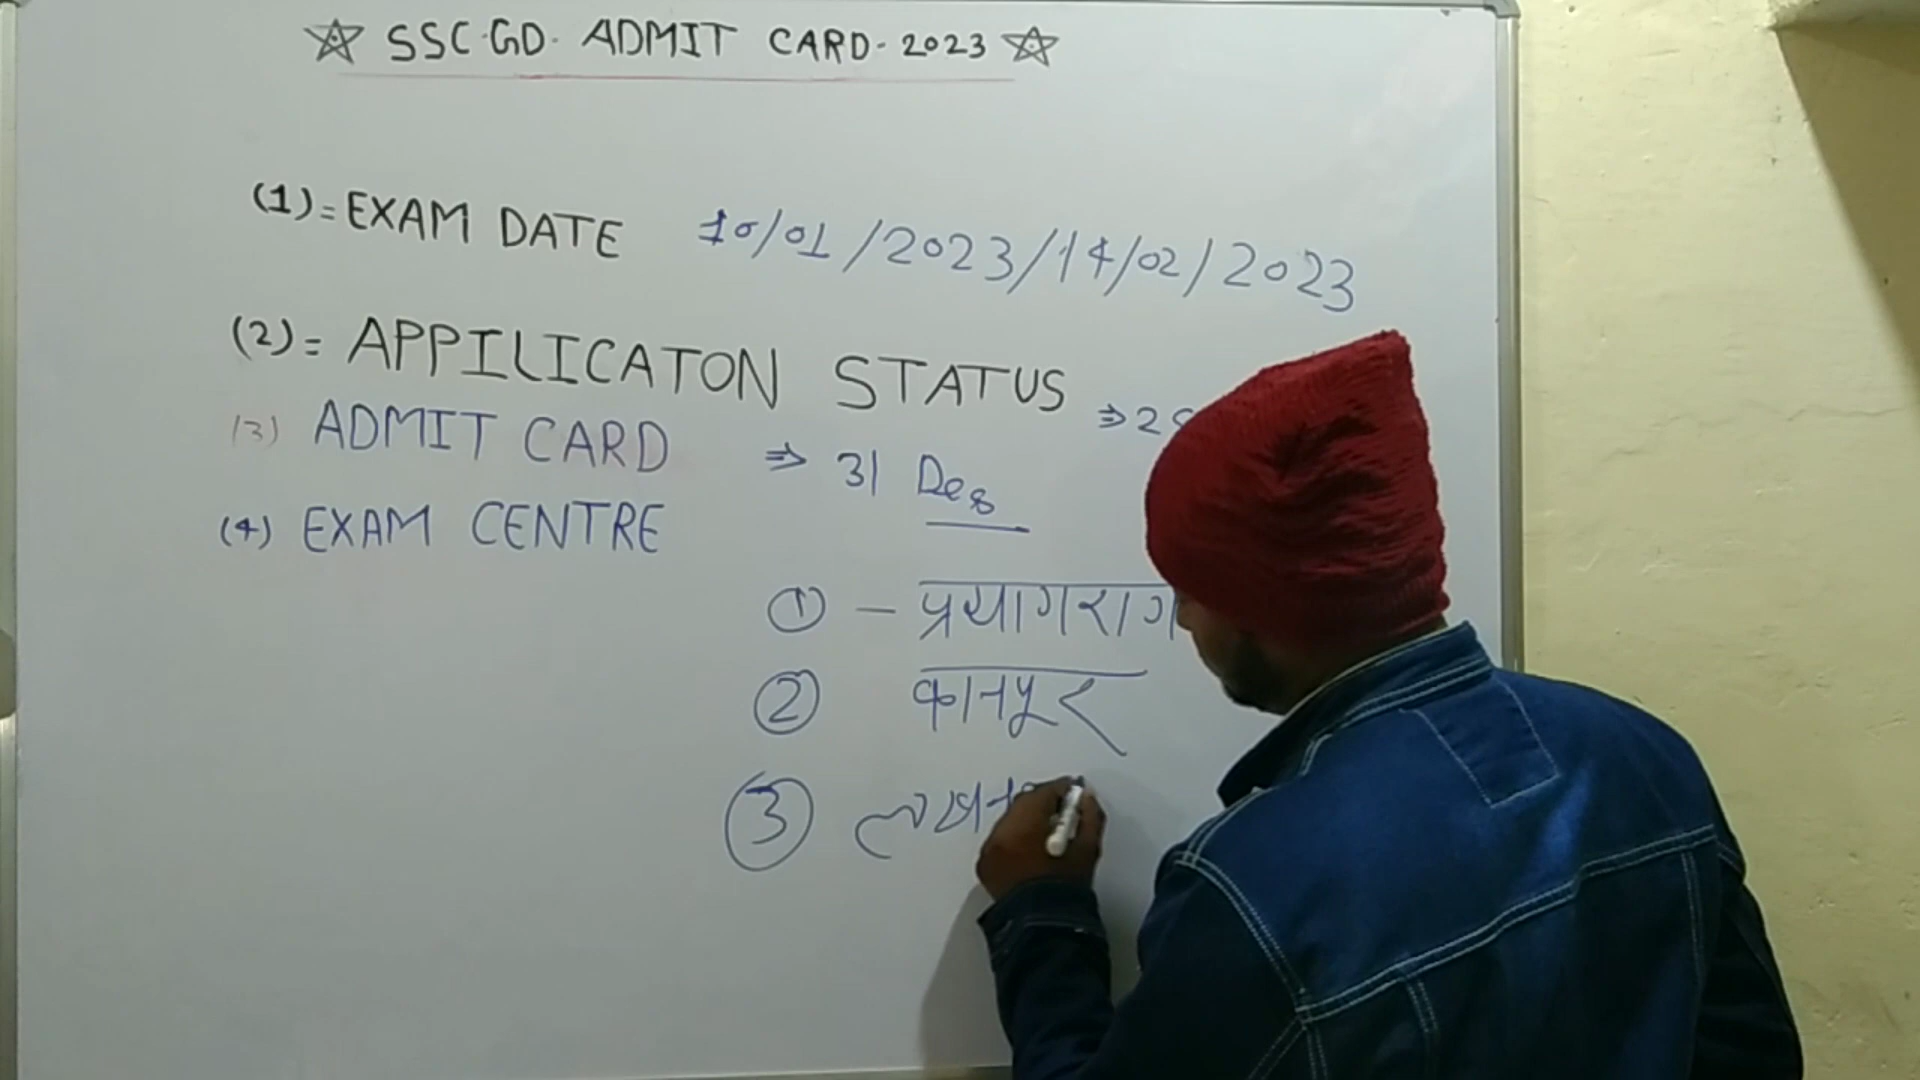 SSC·GD· ADMIT CARD-2023
(1)= EXAM DATE 10/01/2023/14/02/2023
(2)= APPILICATON STATUS ⇒
(3) ADMIT CARD ⇒ 31 Des
(4) EXAM CENTRE
① – प्रयागराग
② कानपूर
③